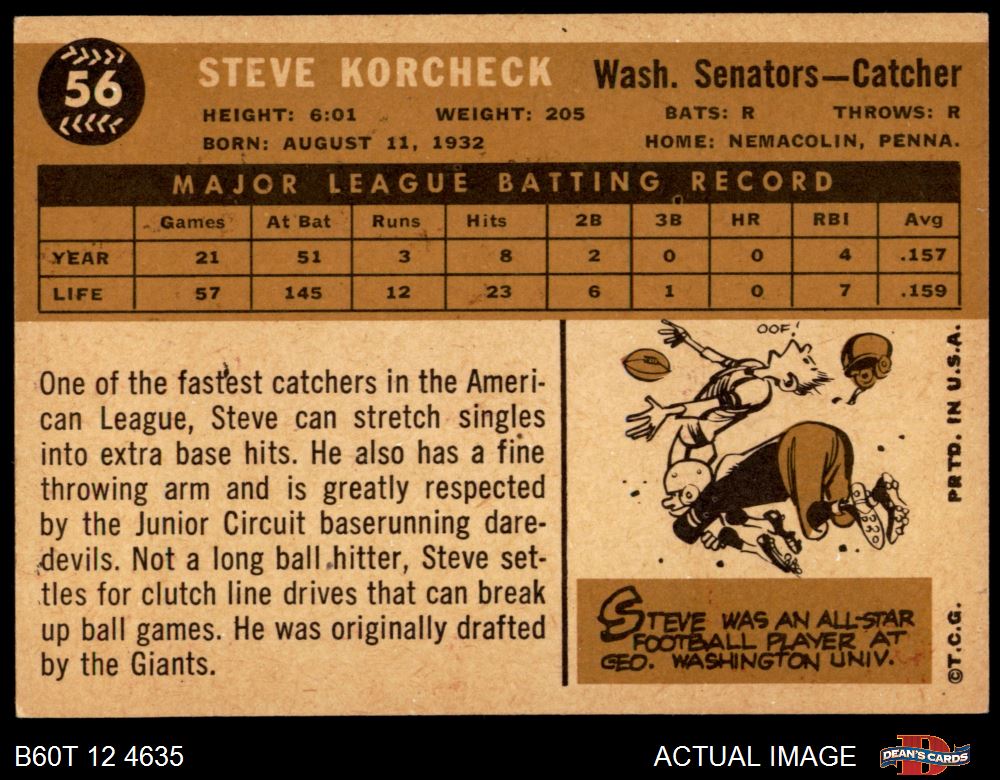 56
STEVE KORCHECK Wash. Senators—Catcher
HEIGHT: 6:01 WEIGHT: 205 BATS: R THROWS: R
BORN: AUGUST 11, 1932 HOME: NEMACOLIN, PENNA.
MAJOR LEAGUE BATTING RECORD
Games At Bat Runs Hits 2B 3B HR RBI Avg
YEAR 21 51 3 8 2 0 0 4 .157
LIFE 57 145 12 23 6 1 0 7 .159
One of the fastest catchers in the Ameri-
can League, Steve can stretch singles
into extra base hits. He also has a fine
throwing arm and is greatly respected
by the Junior Circuit baserunning dare-
devils. Not a long ball hitter, Steve set-
tles for clutch line drives that can break
up ball games. He was originally drafted
by the Giants.
OOF!
STEVE WAS AN ALL-STAR
FOOTBALL PLAYER AT
GEO. WASHINGTON UNIV.
©T.C.G. PRTD. IN U.S.A.
B60T 12 4635 ACTUAL IMAGE DEAN'S CARDS